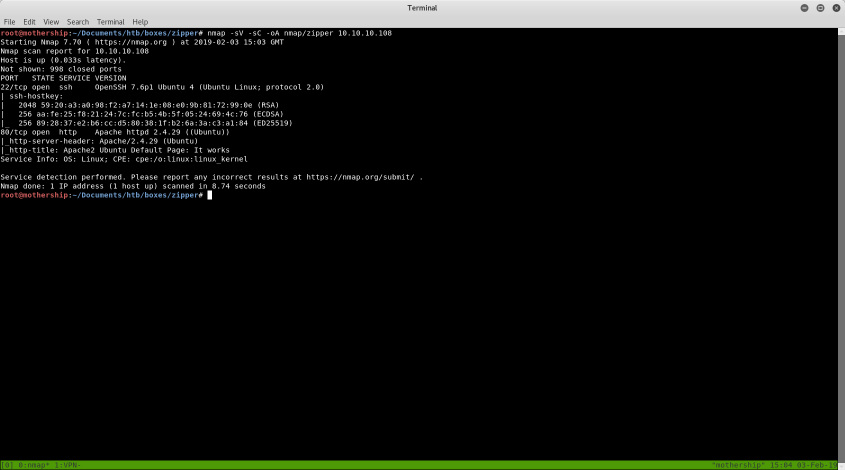 Terminal
File Edit View Search Terminal Help
root@mothership:~/Documents/htb/boxes/zipper# nmap -sV -sC -oA nmap/zipper 10.10.10.108
Starting Nmap 7.70 ( https://nmap.org ) at 2019-02-03 15:03 GMT
Nmap scan report for 10.10.10.108
Host is up (0.033s latency).
Not shown: 998 closed ports
PORT   STATE SERVICE VERSION
22/tcp open  ssh     OpenSSH 7.6p1 Ubuntu 4 (Ubuntu Linux; protocol 2.0)
| ssh-hostkey:
|   2048 59:20:a3:a0:98:f2:a7:14:1e:08:e0:9b:81:72:99:0e (RSA)
|   256 aa:fe:25:f8:21:24:7c:fc:b5:4b:5f:05:24:69:4c:76 (ECDSA)
|_  256 89:28:37:e2:b6:cc:d5:80:38:1f:b2:6a:3a:c3:a1:84 (ED25519)
80/tcp open  http    Apache httpd 2.4.29 ((Ubuntu))
|_http-server-header: Apache/2.4.29 (Ubuntu)
|_http-title: Apache2 Ubuntu Default Page: It works
Service Info: OS: Linux; CPE: cpe:/o:linux:linux_kernel
Service detection performed. Please report any incorrect results at https://nmap.org/submit/ .
Nmap done: 1 IP address (1 host up) scanned in 8.74 seconds
root@mothership:~/Documents/htb/boxes/zipper#
[0] 0:nmap* 1:VPN- "mothership" 15:04 03-Feb-19